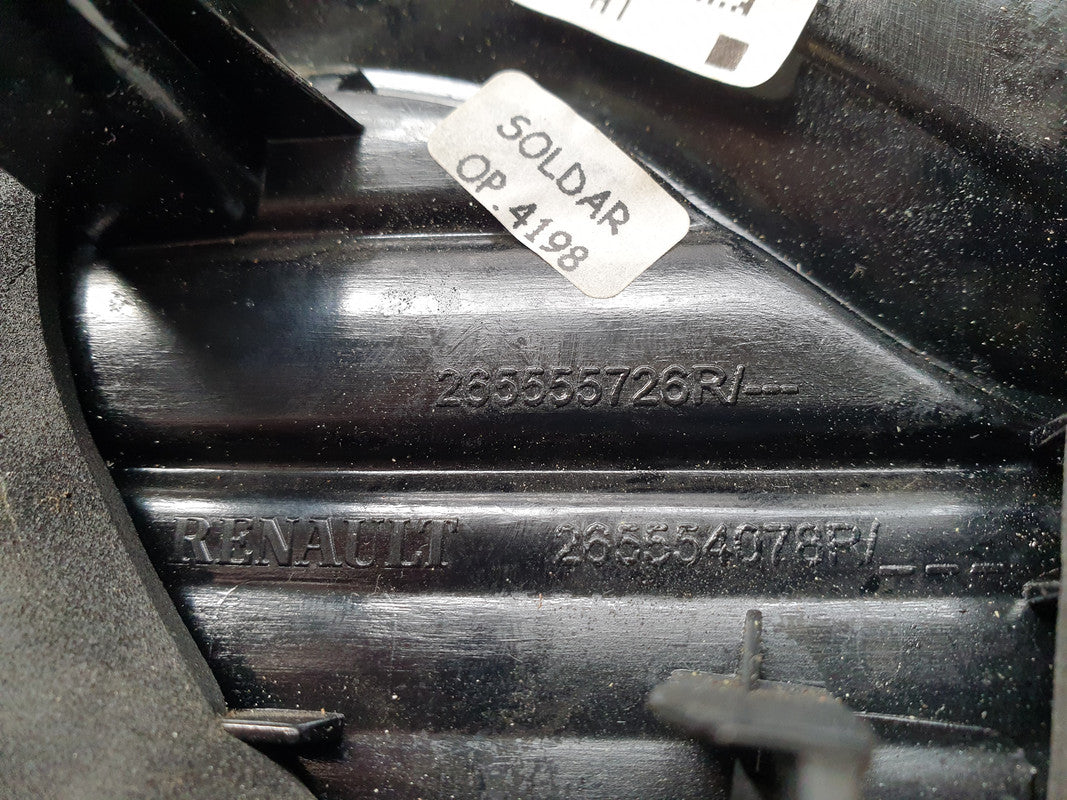 SOLDAR
OP. 4198
265555726R/---
RENAULT 265554078R/_ _ _ _